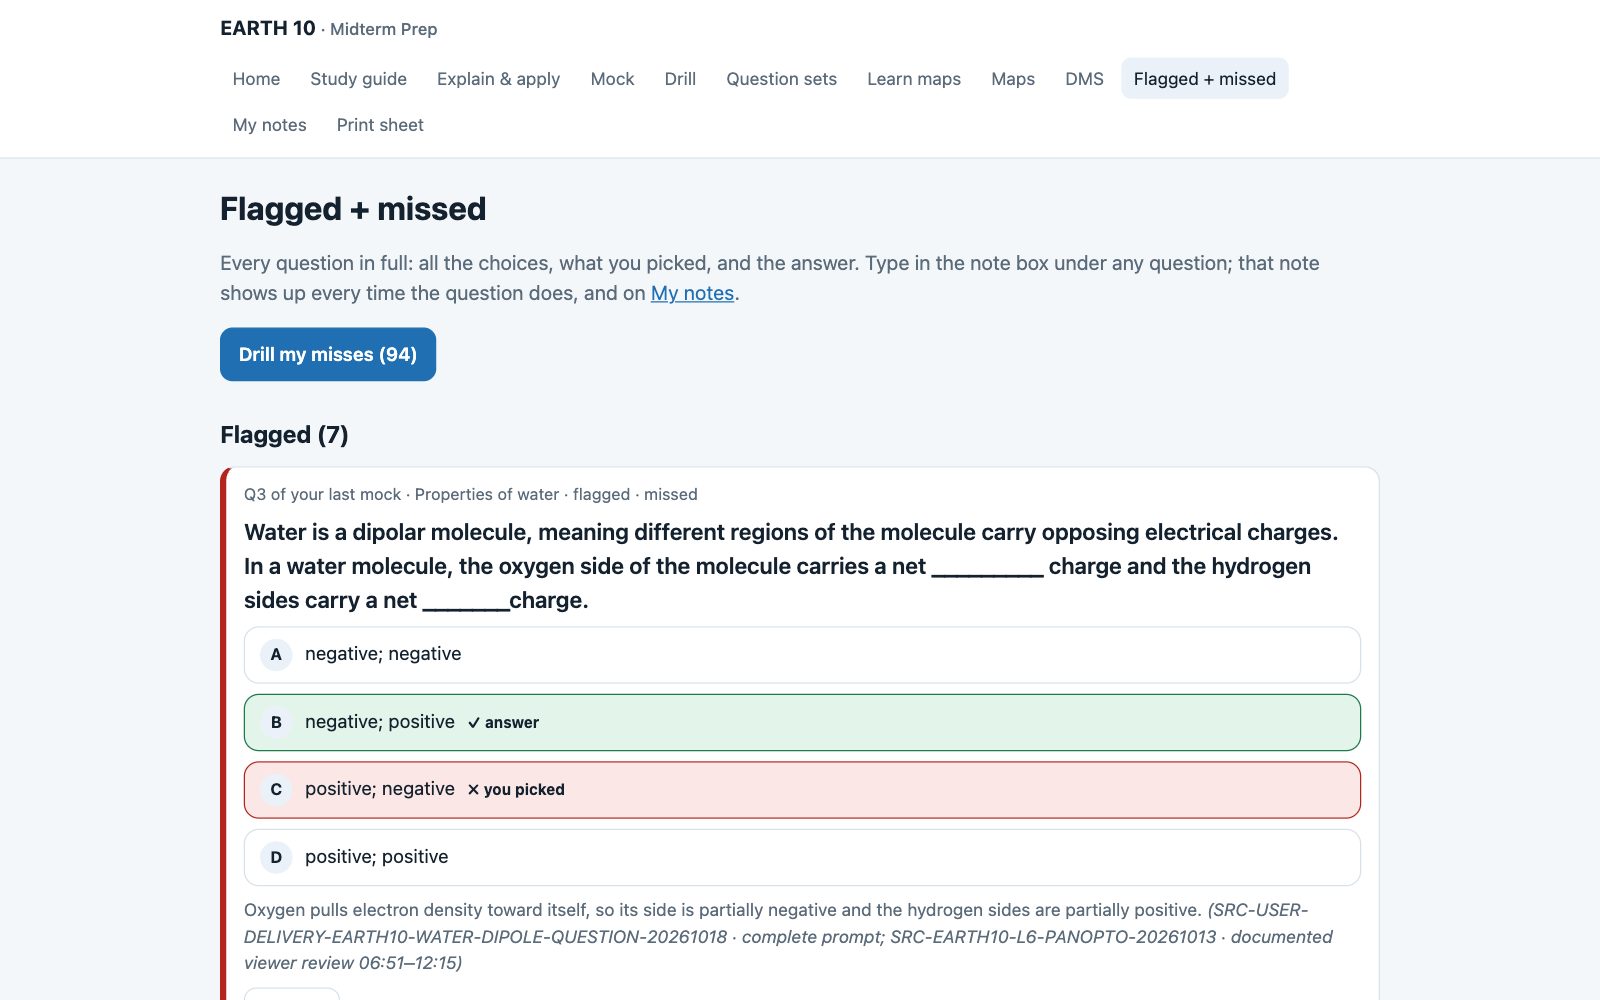 EARTH 10 · Midterm Prep
Home Study guide Explain & apply Mock Drill Question sets Learn maps Maps DMS Flagged + missed
My notes Print sheet
Flagged + missed
Every question in full: all the choices, what you picked, and the answer. Type in the note box under any question; that note
shows up every time the question does, and on My notes.
Drill my misses (94)
Flagged (7)
Q3 of your last mock · Properties of water · flagged · missed
Water is a dipolar molecule, meaning different regions of the molecule carry opposing electrical charges.
In a water molecule, the oxygen side of the molecule carries a net _________ charge and the hydrogen
sides carry a net _______charge.
A negative; negative
B negative; positive ✓ answer
C positive; negative ✕ you picked
D positive; positive
Oxygen pulls electron density toward itself, so its side is partially negative and the hydrogen sides are partially positive. (SRC-USER-
DELIVERY-EARTH10-WATER-DIPOLE-QUESTION-20261018 · complete prompt; SRC-EARTH10-L6-PANOPTO-20261013 · documented
viewer review 06:51–12:15)